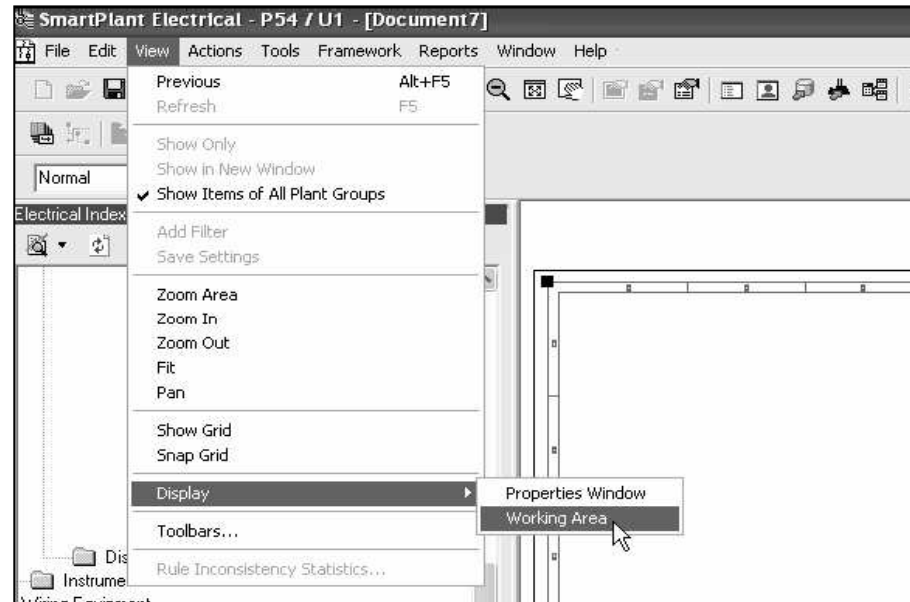 SmartPlant Electrical - P54 / U1 - [Document7]
File Edit View Actions Tools Framework Reports Window Help
Previous Alt+F5
Refresh F5
Show Only
Show in New Window
Normal
Show Items of All Plant Groups
Electrical Index
Add Filter
Save Settings
Zoom Area
Zoom In
Zoom Out
Fit
Pan
Show Grid
Snap Grid
Display
Properties Window
Working Area
Toolbars...
Dis
Rule Inconsistency Statistics...
Instrume
Wiring Equipment